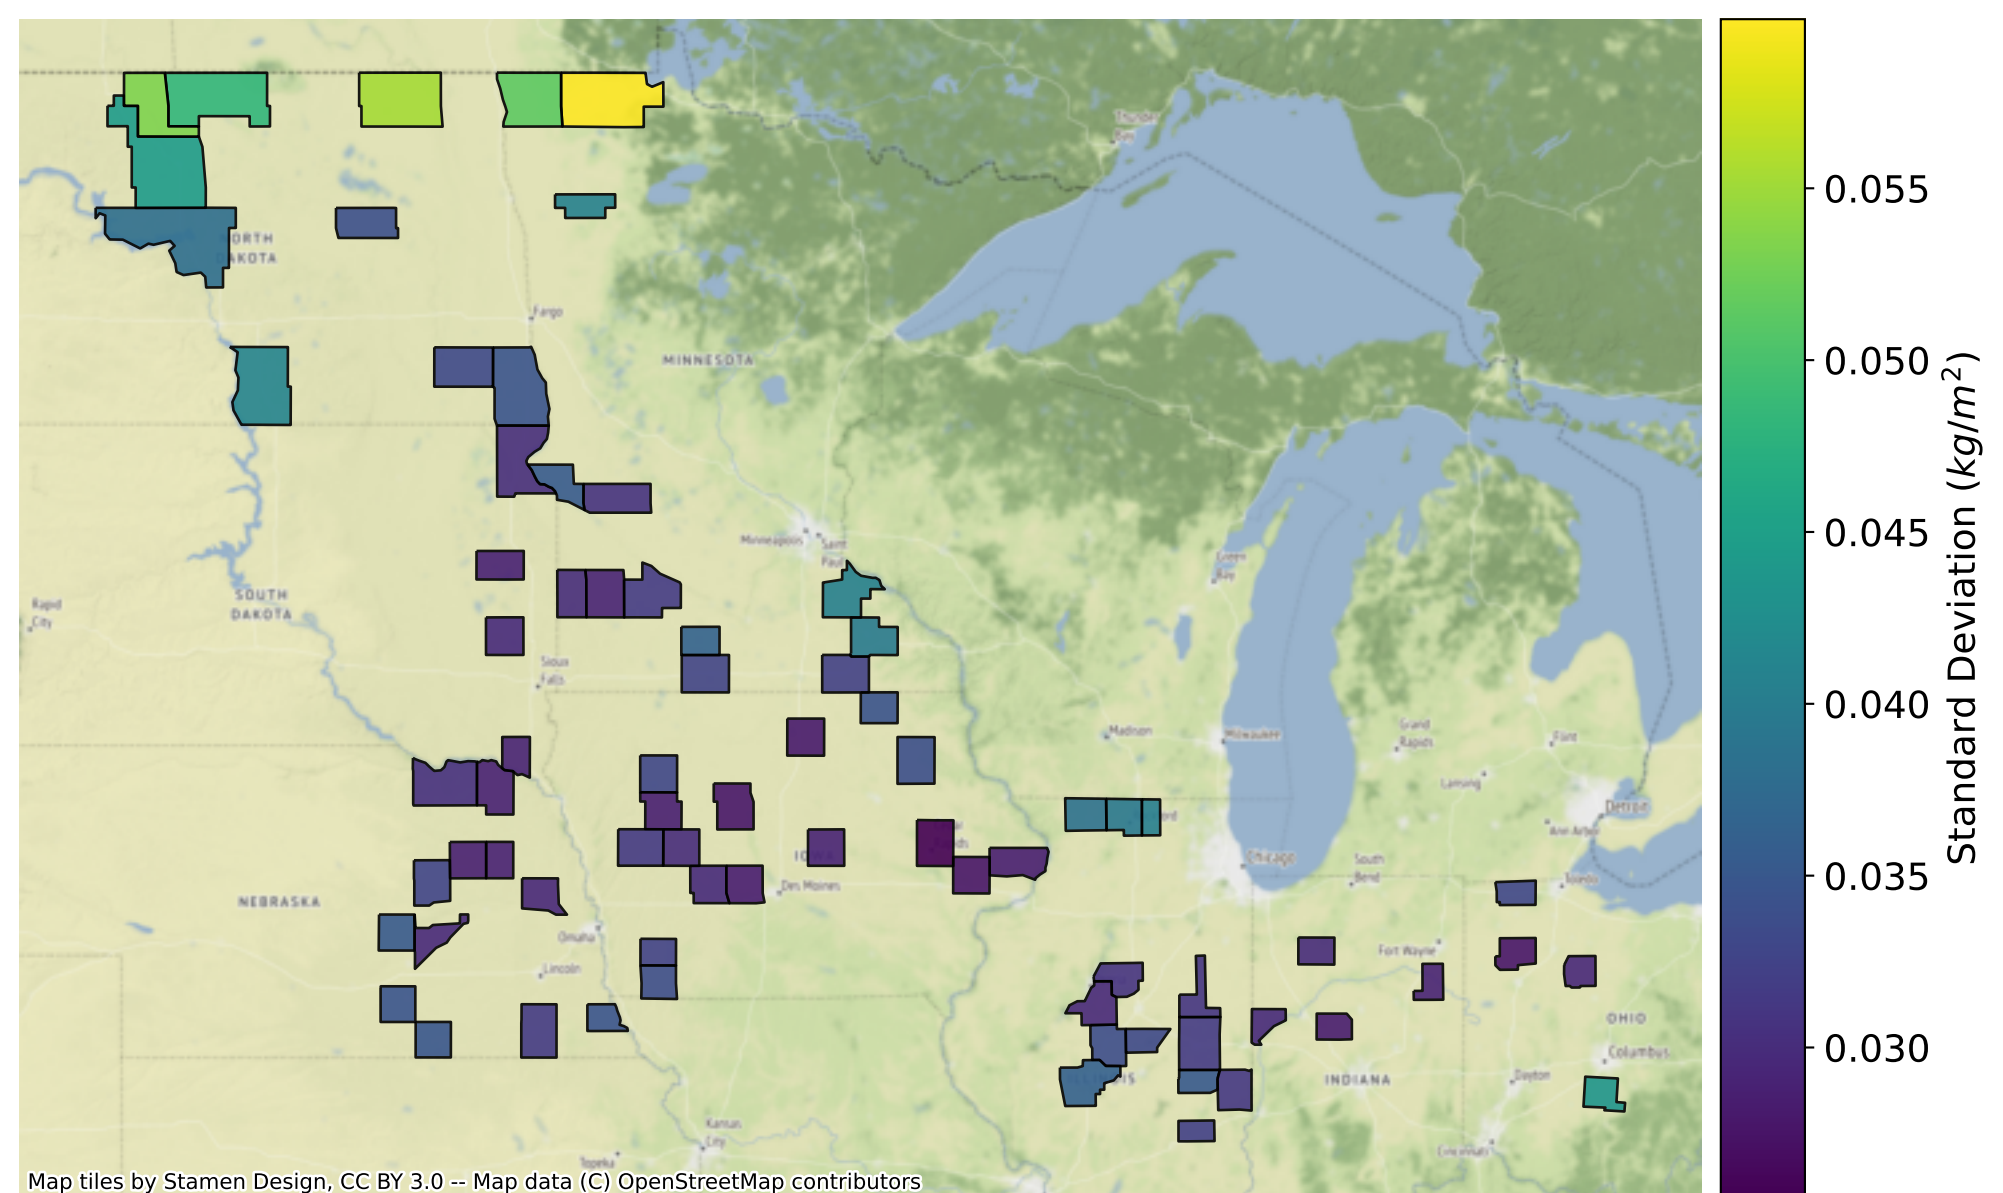 Thunder
Bay
NORTH
DAKOTA
Fargo
MINNESOTA
Minneapolis
Saint
Paul
Green
Bay
Rapid
City
SOUTH
DAKOTA
Sioux
Falls
Madison
Milwaukee
Grand
Rapids
Flint
Lansing
Detroit
Ann Arbor
Chicago
South
Bend
Toledo
IOWA
Des Moines
NEBRASKA
Omaha
Lincoln
Fort Wayne
OHIO
Columbus
ILLINOIS
INDIANA
Dayton
Kansas
City
Cincinnati
Topeka
Map tiles by Stamen Design, CC BY 3.0 -- Map data (C) OpenStreetMap contributors
0.055
0.050
0.045
0.040
0.035
0.030
Standard Deviation (kg/m²)